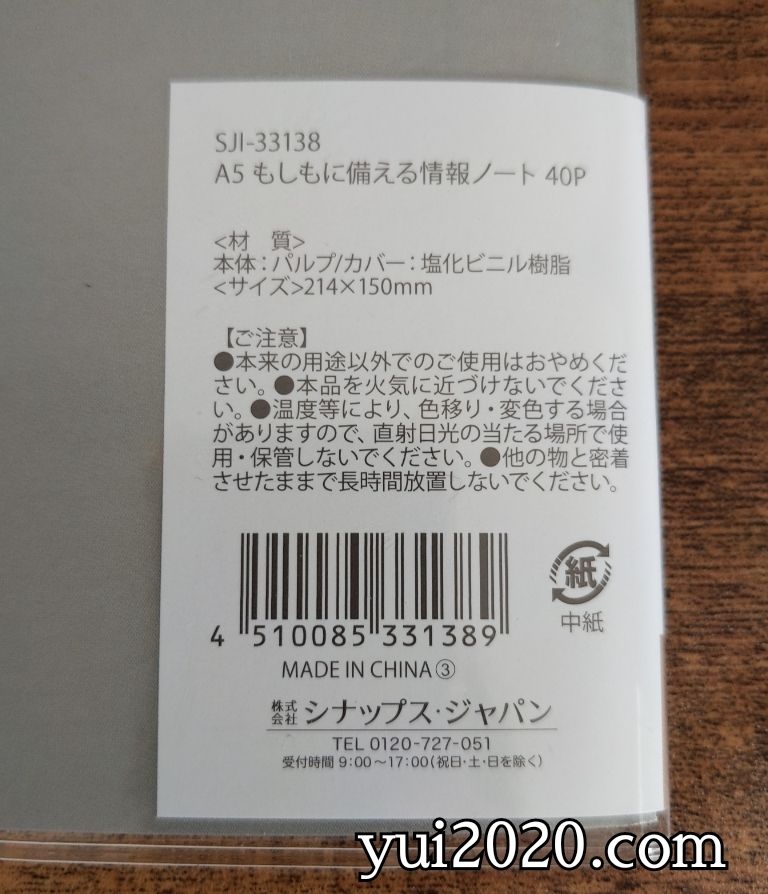 SJI-33138
A5 もしもに備える情報ノート 40P
<材　質>
本体：パルプ/カバー：塩化ビニル樹脂
<サイズ>214×150mm
【ご注意】
●本来の用途以外でのご使用はおやめくだ
さい。●本品を火気に近づけないでくださ
い。●温度等により、色移り・変色する場合
がありますので、直射日光の当たる場所で使
用・保管しないでください。●他の物と密着
させたままで長時間放置しないでください。
4 510085 331389
紙
中紙
MADE IN CHINA③
株式会社 シナップス・ジャパン
TEL 0120-727-051
受付時間 9:00〜17:00(祝日・土・日を除く)
yui2020.com